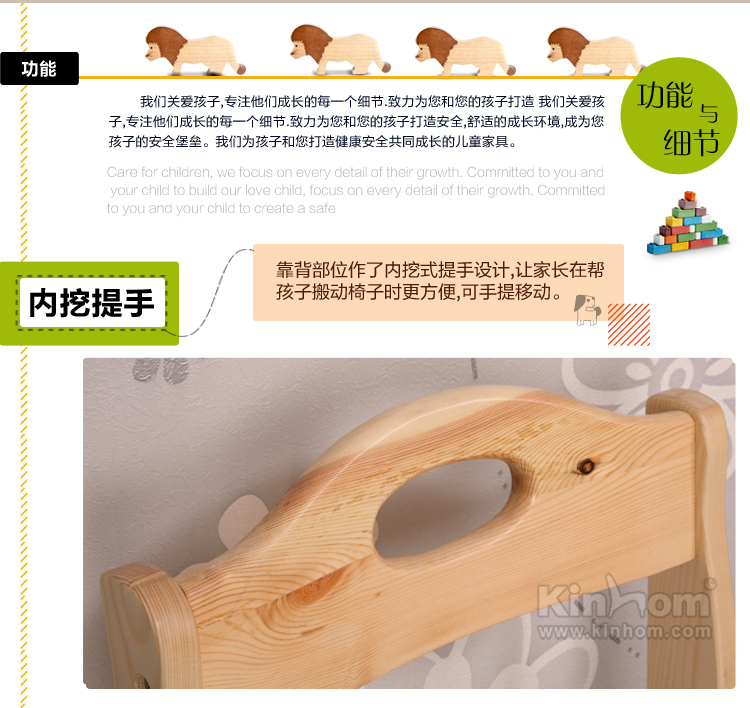 功能
我们关爱孩子,专注他们成长的每一个细节.致力为您和您的孩子打造 我们关爱孩
子,专注他们成长的每一个细节.致力为您和您的孩子打造安全,舒适的成长环境,成为您
孩子的安全堡垒。我们为孩子和您打造健康安全共同成长的儿童家具。
Care for children, we focus on every detail of their growth. Committed to you and
your child to build our love child, focus on every detail of their growth. Committed
to you and your child to create a safe
功能
与
细节
内挖提手
靠背部位作了内挖式提手设计,让家长在帮
孩子搬动椅子时更方便,可手提移动。
Kinhom®
www.kinhom.com